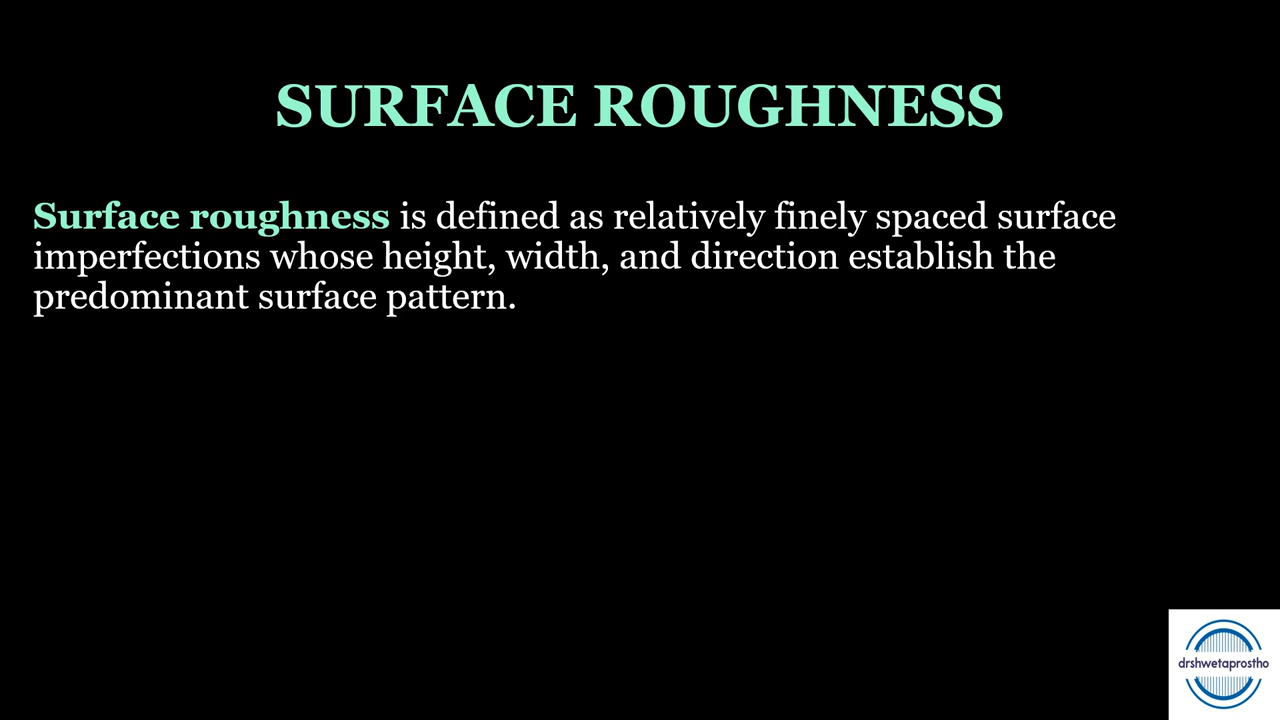 SURFACE ROUGHNESS
Surface roughness is defined as relatively finely spaced surface
imperfections whose height, width, and direction establish the
predominant surface pattern.
drshwetaprostho